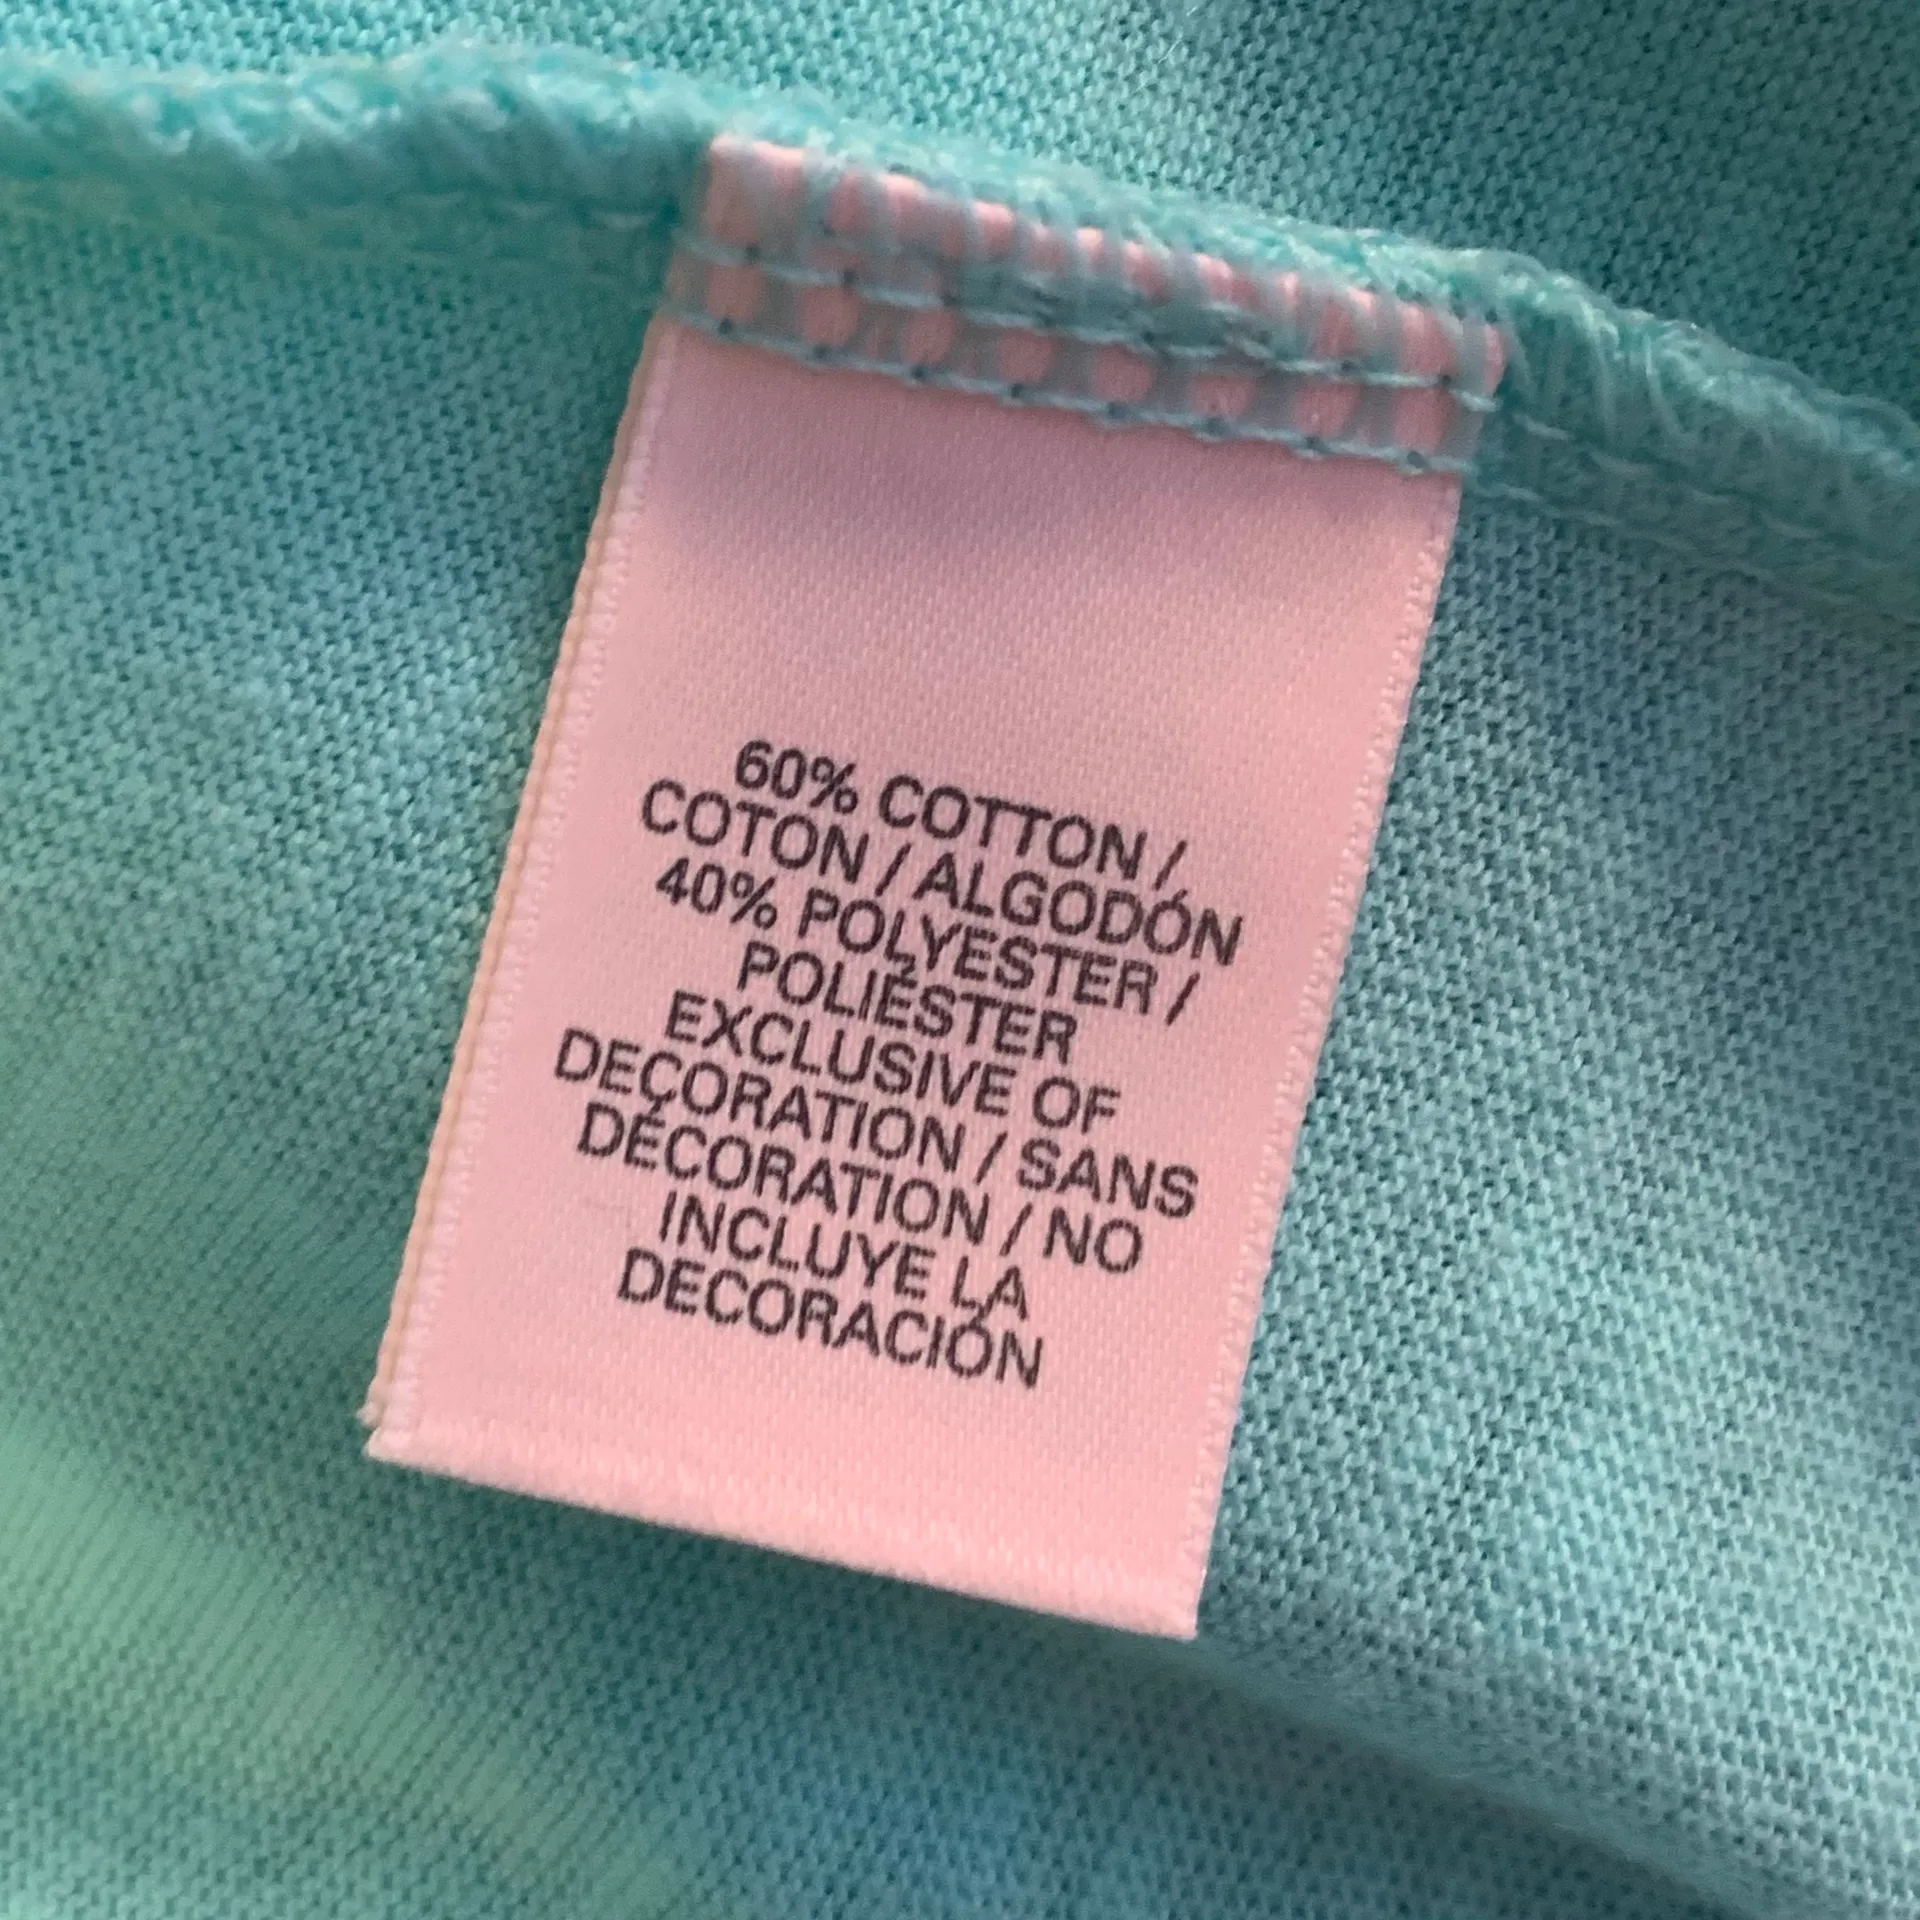 60% COTTON /
COTON / ALGODÓN
40% POLYESTER /
POLIÉSTER
EXCLUSIVE OF
DECORATION / SANS
DÉCORATION / NO
INCLUYE LA
DECORACIÓN